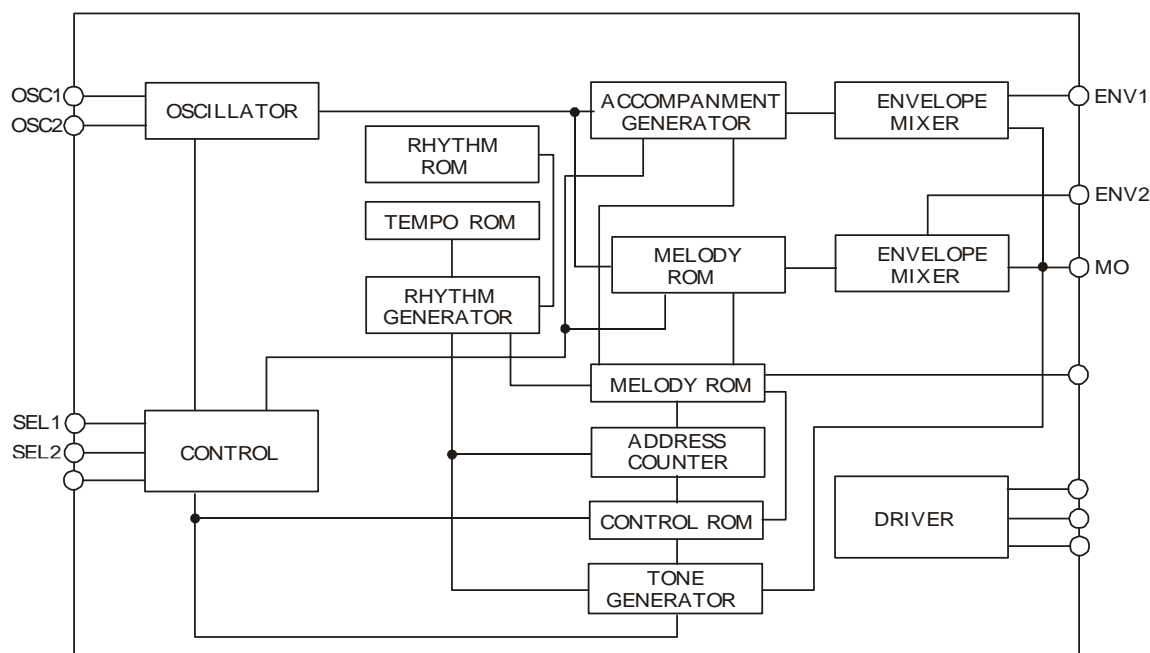 OSC1
OSC2
OSCILLATOR
ACCOMPANMENT
GENERATOR
ENVELOPE
MIXER
ENV1
RHYTHM
ROM
ENV2
TEMPO ROM
MELODY
ROM
ENVELOPE
MIXER
MO
RHYTHM
GENERATOR
MELODY ROM
SEL1
SEL2
CONTROL
ADDRESS
COUNTER
CONTROL ROM
DRIVER
TONE
GENERATOR